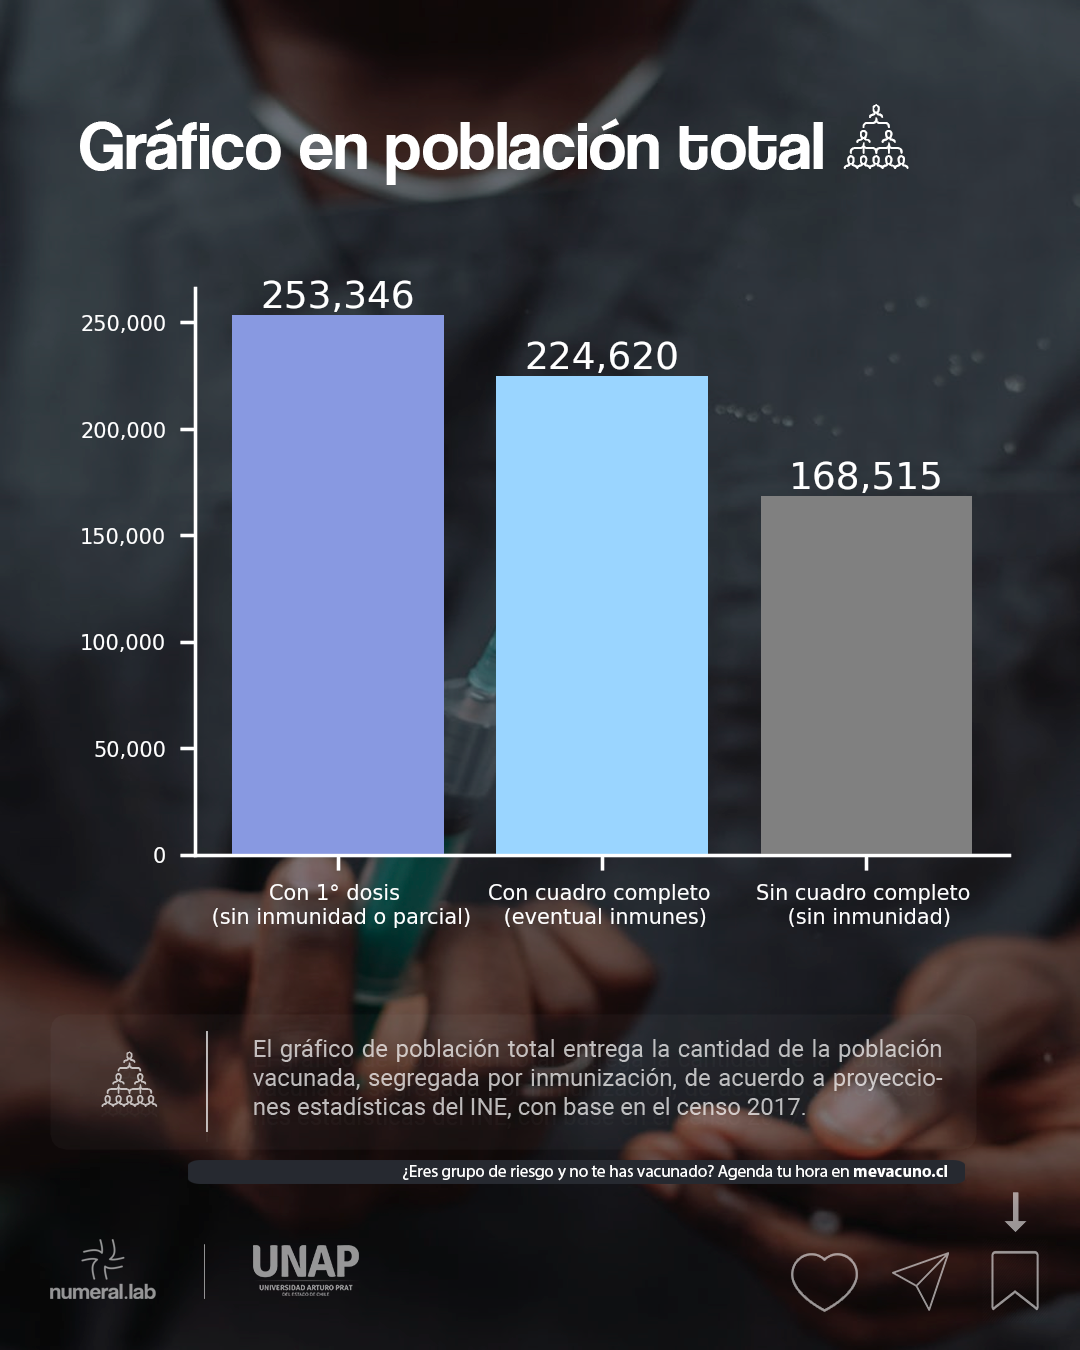 Gráfico en población total
253,346
224,620
168,515
250,000
200,000
150,000
100,000
50,000
0
Con 1° dosis
(sin inmunidad o parcial)
Con cuadro completo
(eventual inmunes)
Sin cuadro completo
(sin inmunidad)
El gráfico de población total entrega la cantidad de la población
vacunada, segregada por inmunización, de acuerdo a proyeccio-
nes estadísticas del INE, con base en el censo 2017.
¿Eres grupo de riesgo y no te has vacunado? Agenda tu hora en mevacuno.cl
numeral.lab
UNAP
UNIVERSIDAD ARTURO PRAT
DEL ESTADO DE CHILE